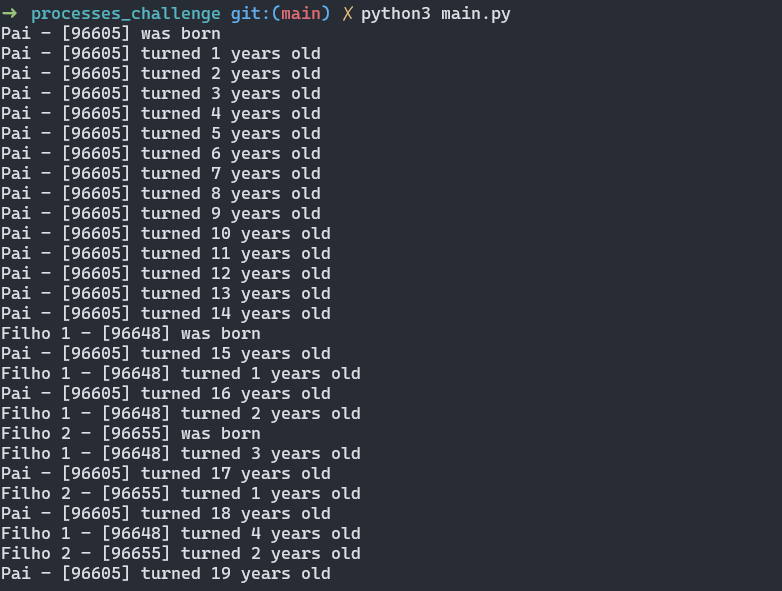 → processes_challenge git:(main) ✗ python3 main.py
Pai - [96605] was born
Pai - [96605] turned 1 years old
Pai - [96605] turned 2 years old
Pai - [96605] turned 3 years old
Pai - [96605] turned 4 years old
Pai - [96605] turned 5 years old
Pai - [96605] turned 6 years old
Pai - [96605] turned 7 years old
Pai - [96605] turned 8 years old
Pai - [96605] turned 9 years old
Pai - [96605] turned 10 years old
Pai - [96605] turned 11 years old
Pai - [96605] turned 12 years old
Pai - [96605] turned 13 years old
Pai - [96605] turned 14 years old
Filho 1 - [96648] was born
Pai - [96605] turned 15 years old
Filho 1 - [96648] turned 1 years old
Pai - [96605] turned 16 years old
Filho 1 - [96648] turned 2 years old
Filho 2 - [96655] was born
Filho 1 - [96648] turned 3 years old
Pai - [96605] turned 17 years old
Filho 2 - [96655] turned 1 years old
Pai - [96605] turned 18 years old
Filho 1 - [96648] turned 4 years old
Filho 2 - [96655] turned 2 years old
Pai - [96605] turned 19 years old